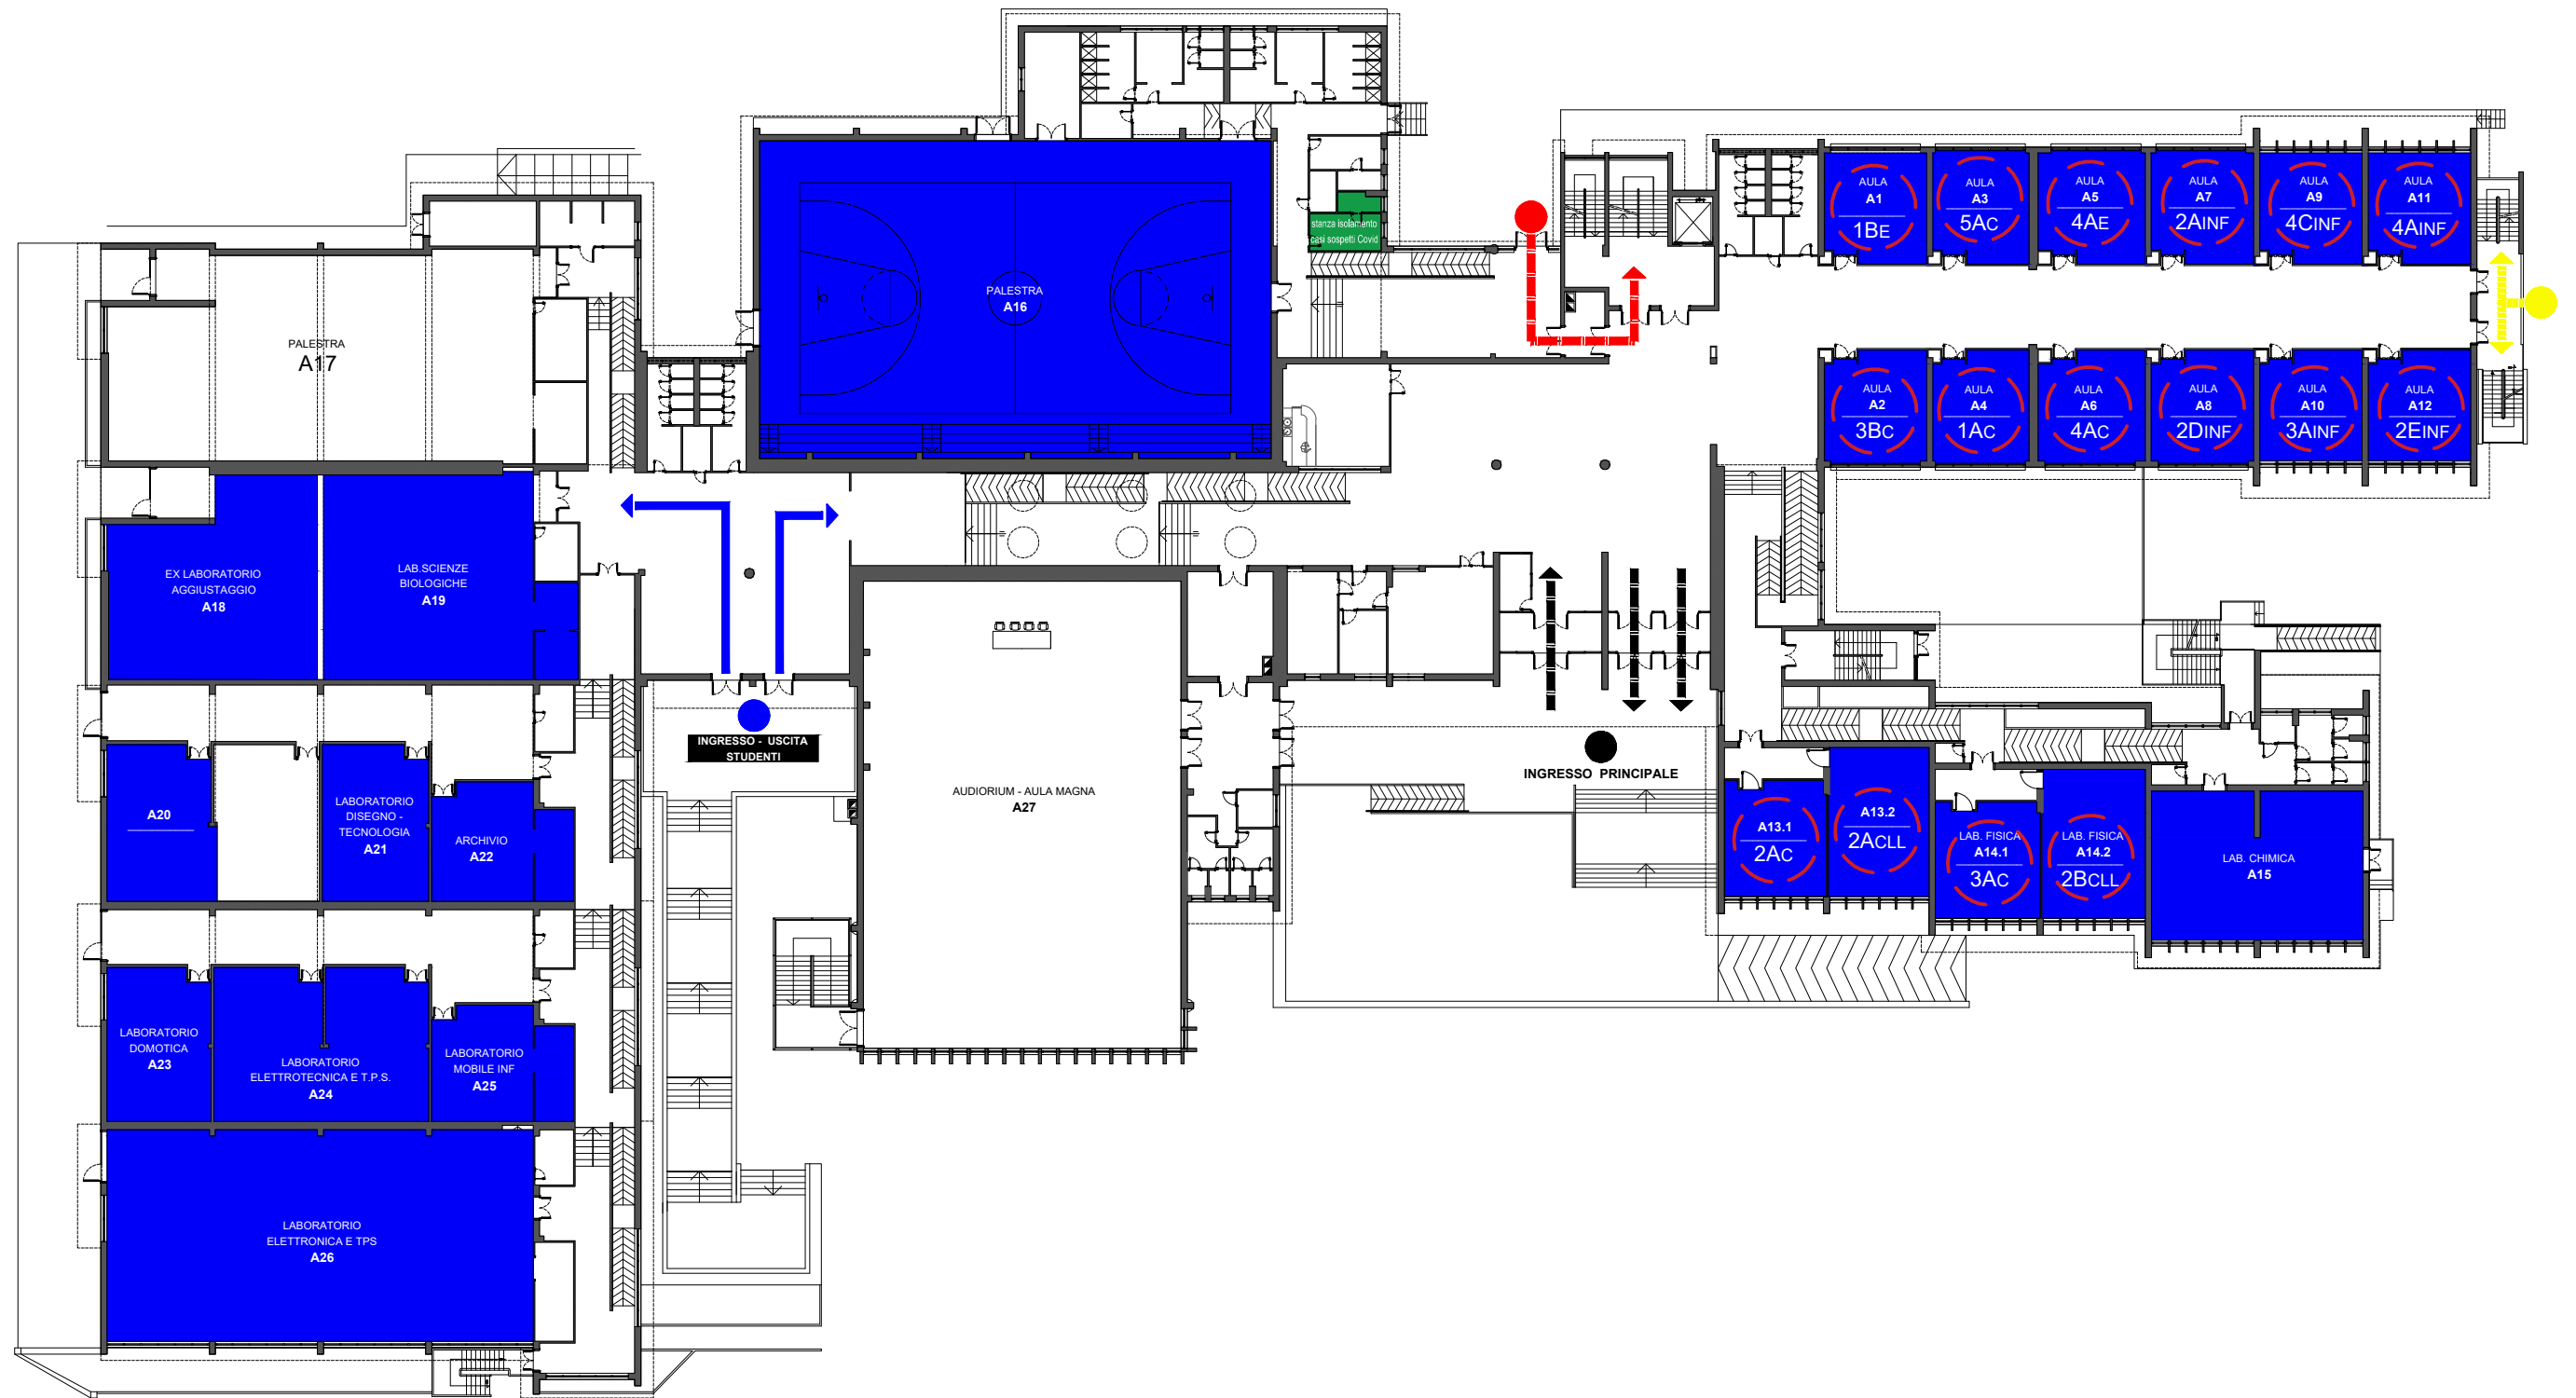 AULA
A1
1BE
AULA
A3
5AC
AULA
A5
4AE
AULA
A7
2AINF
AULA
A9
4CINF
AULA
A11
4AINF
stanza isolamento
casi sospetti Covid
PALESTRA
A16
PALESTRA
A17
AULA
A2
3BC
AULA
A4
1AC
AULA
A6
4AC
AULA
A8
2DINF
AULA
A10
3AINF
AULA
A12
2EINF
EX LABORATORIO
AGGIUSTAGGIO
A18
LAB.SCIENZE
BIOLOGICHE
A19
INGRESSO - USCITA
STUDENTI
INGRESSO PRINCIPALE
AUDIORIUM - AULA MAGNA
A27
A20
LABORATORIO
DISEGNO -
TECNOLOGIA
A21
ARCHIVIO
A22
A13.1
2AC
A13.2
2ACLL
LAB. FISICA
A14.1
3AC
LAB. FISICA
A14.2
2BCLL
LAB. CHIMICA
A15
LABORATORIO
DOMOTICA
A23
LABORATORIO
ELETTROTECNICA E T.P.S.
A24
LABORATORIO
MOBILE INF
A25
LABORATORIO
ELETTRONICA E TPS
A26